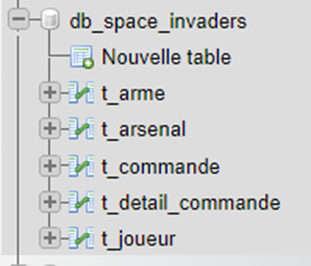 db_space_invaders
Nouvelle table
t_arme
t_arsenal
t_commande
t_detail_commande
t_joueur